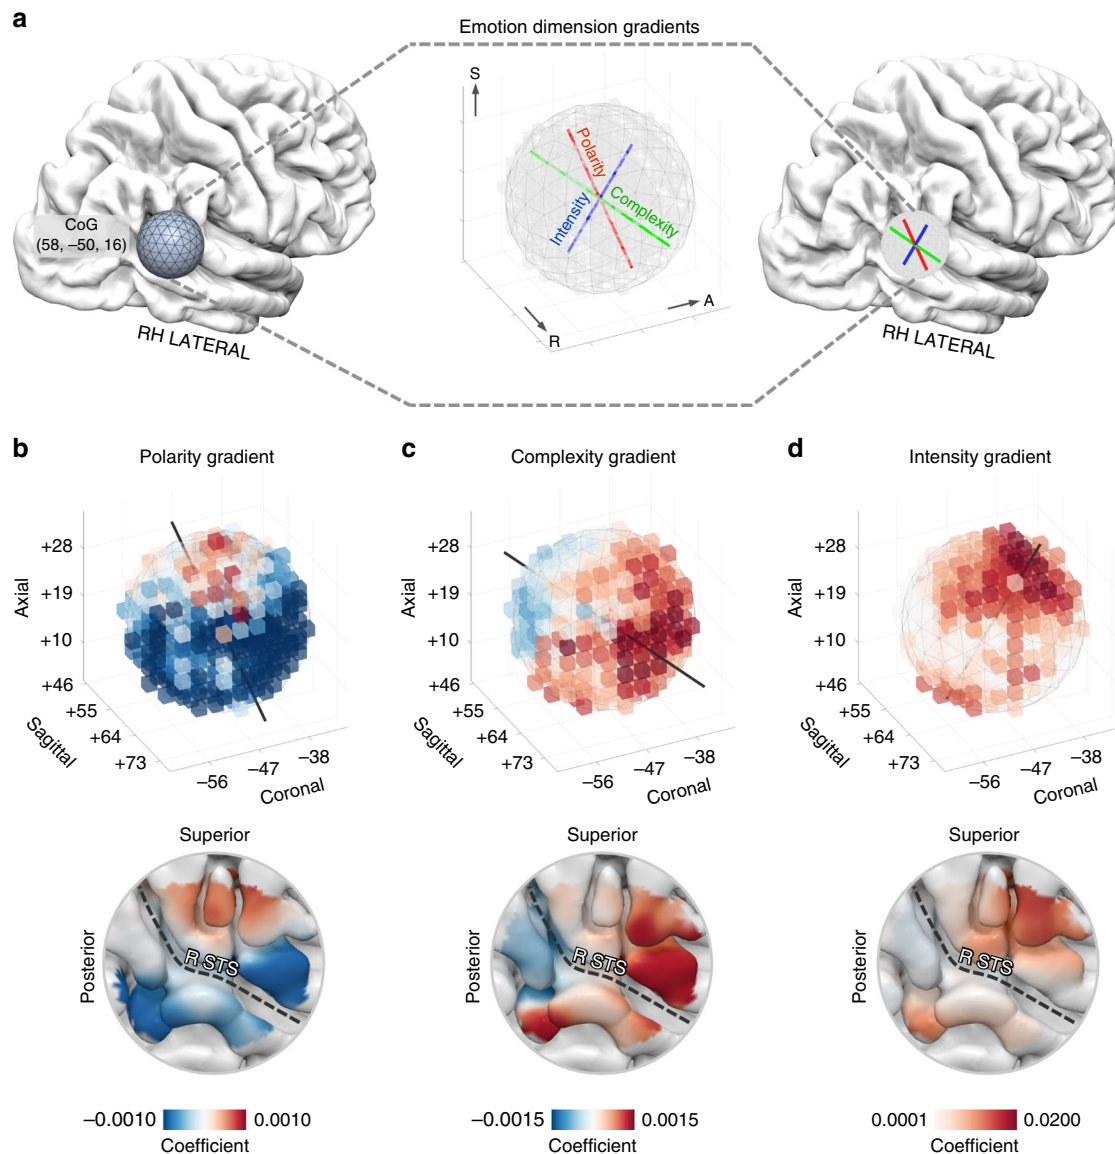 a
Emotion dimension gradients
CoG
(58, –50, 16)
RH LATERAL
S
Polarity
Complexity
Intensity
A
R
RH LATERAL
b
Polarity gradient
Axial
+28
+19
+10
+46
+55
+64
+73
Sagittal
–56
–47
–38
Coronal
c
Complexity gradient
Axial
+28
+19
+10
+46
+55
+64
+73
Sagittal
–56
–47
–38
Coronal
d
Intensity gradient
Axial
+28
+19
+10
+46
+55
+64
+73
Sagittal
–56
–47
–38
Coronal
Superior
Posterior
R STS
Superior
Posterior
R STS
Superior
Posterior
R STS
–0.0010 0.0010
Coefficient
–0.0015 0.0015
Coefficient
0.0001 0.0200
Coefficient